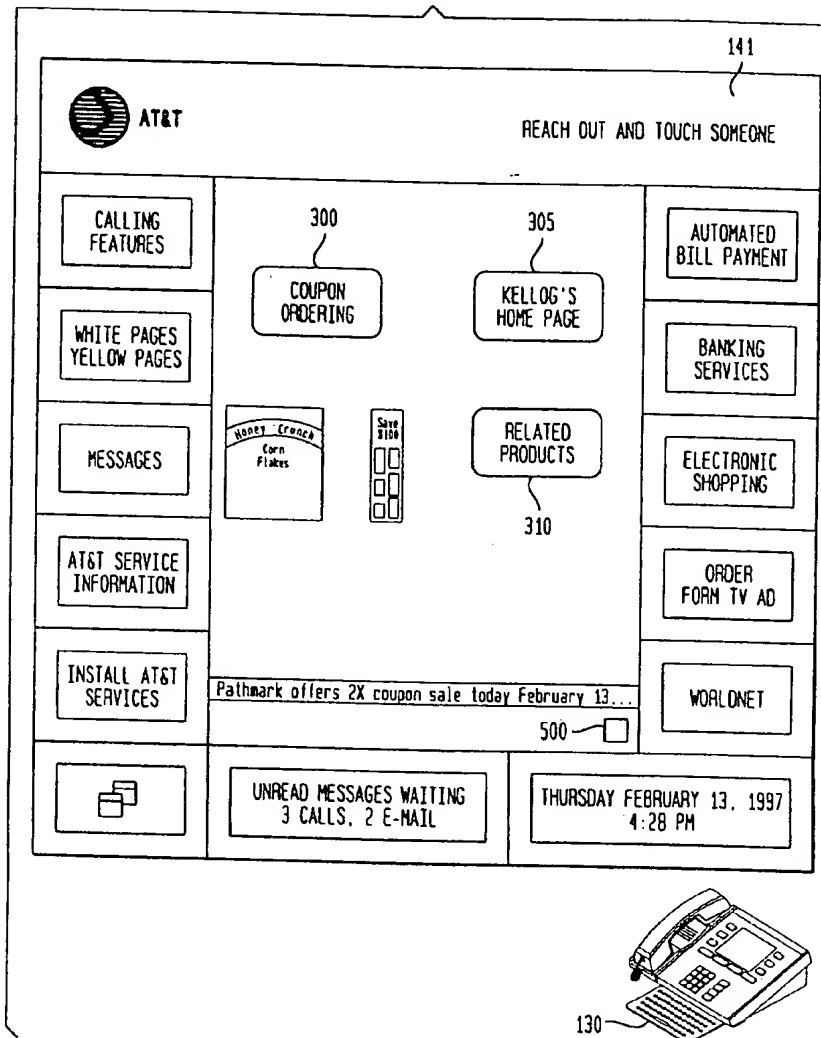 141
AT&T
REACH OUT AND TOUCH SOMEONE
CALLING
FEATURES
300
305
AUTOMATED
BILL PAYMENT
COUPON
ORDERING
KELLOG'S
HOME PAGE
WHITE PAGES
YELLOW PAGES
BANKING
SERVICES
MESSAGES
Honey Crunch
Corn
Flakes
Save
$100
RELATED
PRODUCTS
310
ELECTRONIC
SHOPPING
AT&T SERVICE
INFORMATION
ORDER
FORM TV AD
INSTALL AT&T
SERVICES
Pathmark offers 2X coupon sale today February 13...
500
WORLDNET
UNREAD MESSAGES WAITING
3 CALLS, 2 E-MAIL
THURSDAY FEBRUARY 13, 1997
4:28 PM
130